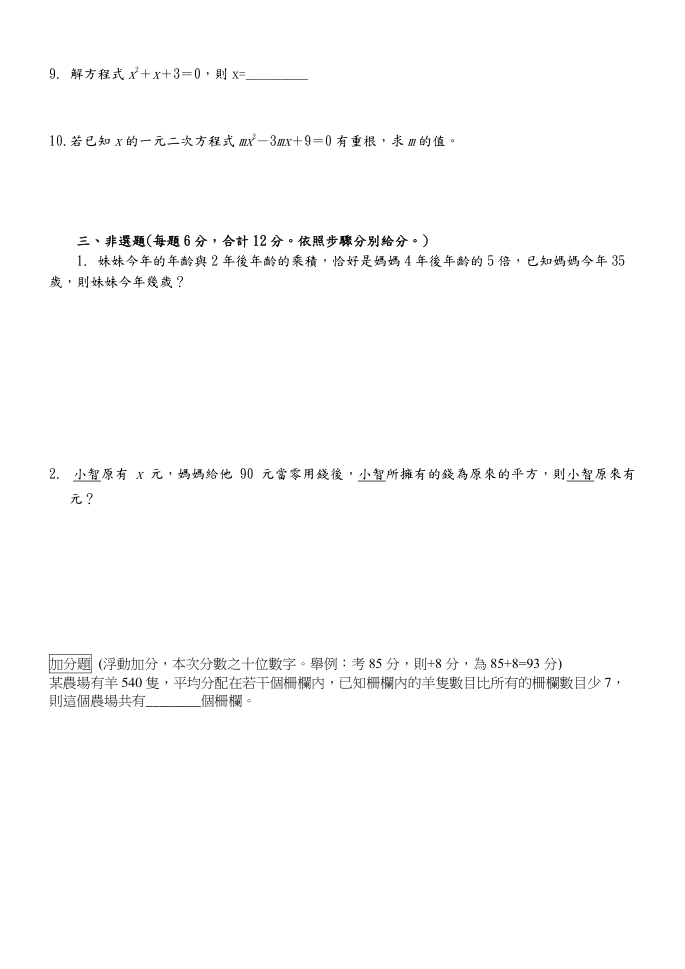 9. 解方程式 x²＋x＋3＝0，則 x=_________
10.若已知 x 的一元二次方程式 mx²－3mx＋9＝0 有重根，求 m 的值。
三、非選題(每題 6 分，合計 12 分。依照步驟分別給分。)
1. 妹妹今年的年齡與 2 年後年齡的乘積，恰好是媽媽 4 年後年齡的 5 倍，已知媽媽今年 35
歲，則妹妹今年幾歲？
2. 小智原有 x 元，媽媽給他 90 元當零用錢後，小智所擁有的錢為原來的平方，則小智原來有
元？
加分題 (浮動加分，本次分數之十位數字。舉例：考 85 分，則+8 分，為 85+8=93 分)
某農場有羊 540 隻，平均分配在若干個柵欄內，已知柵欄內的羊隻數目比所有的柵欄數目少 7，
則這個農場共有________個柵欄。